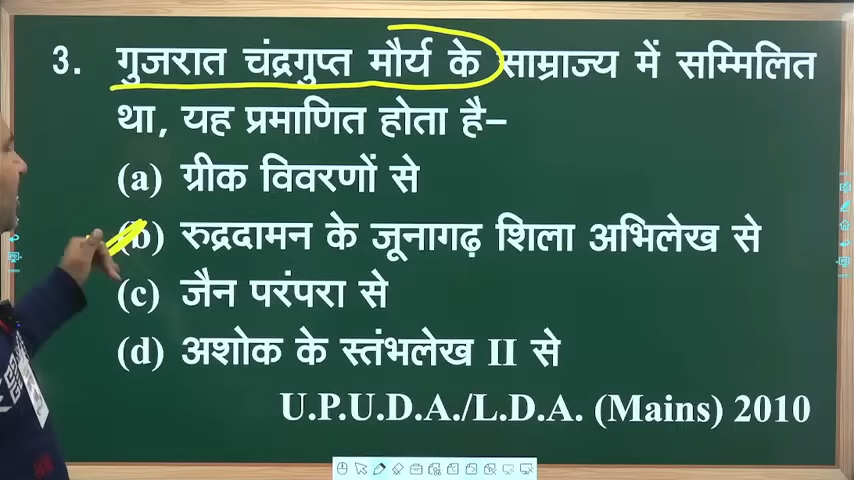 3. गुजरात चंद्रगुप्त मौर्य के साम्राज्य में सम्मिलित
था, यह प्रमाणित होता है–
(a) ग्रीक विवरणों से
(b) रुद्रदामन के जूनागढ़ शिला अभिलेख से
(c) जैन परंपरा से
(d) अशोक के स्तंभलेख II से
U.P.U.D.A./L.D.A. (Mains) 2010